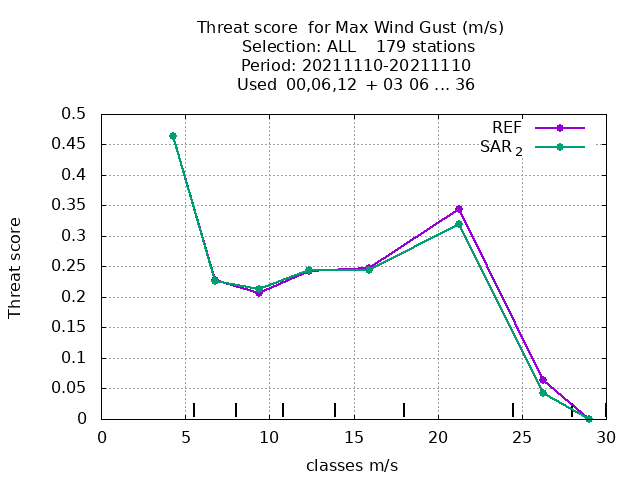 Threat score  for Max Wind Gust (m/s)
Selection: ALL    179 stations
Period: 20211110-20211110
Used  00,06,12  + 03 06 ... 36
REF
SAR 2
0.5
0.45
0.4
0.35
0.3
0.25
0.2
0.15
0.1
0.05
0
Threat score
0 5 10 15 20 25 30
classes m/s